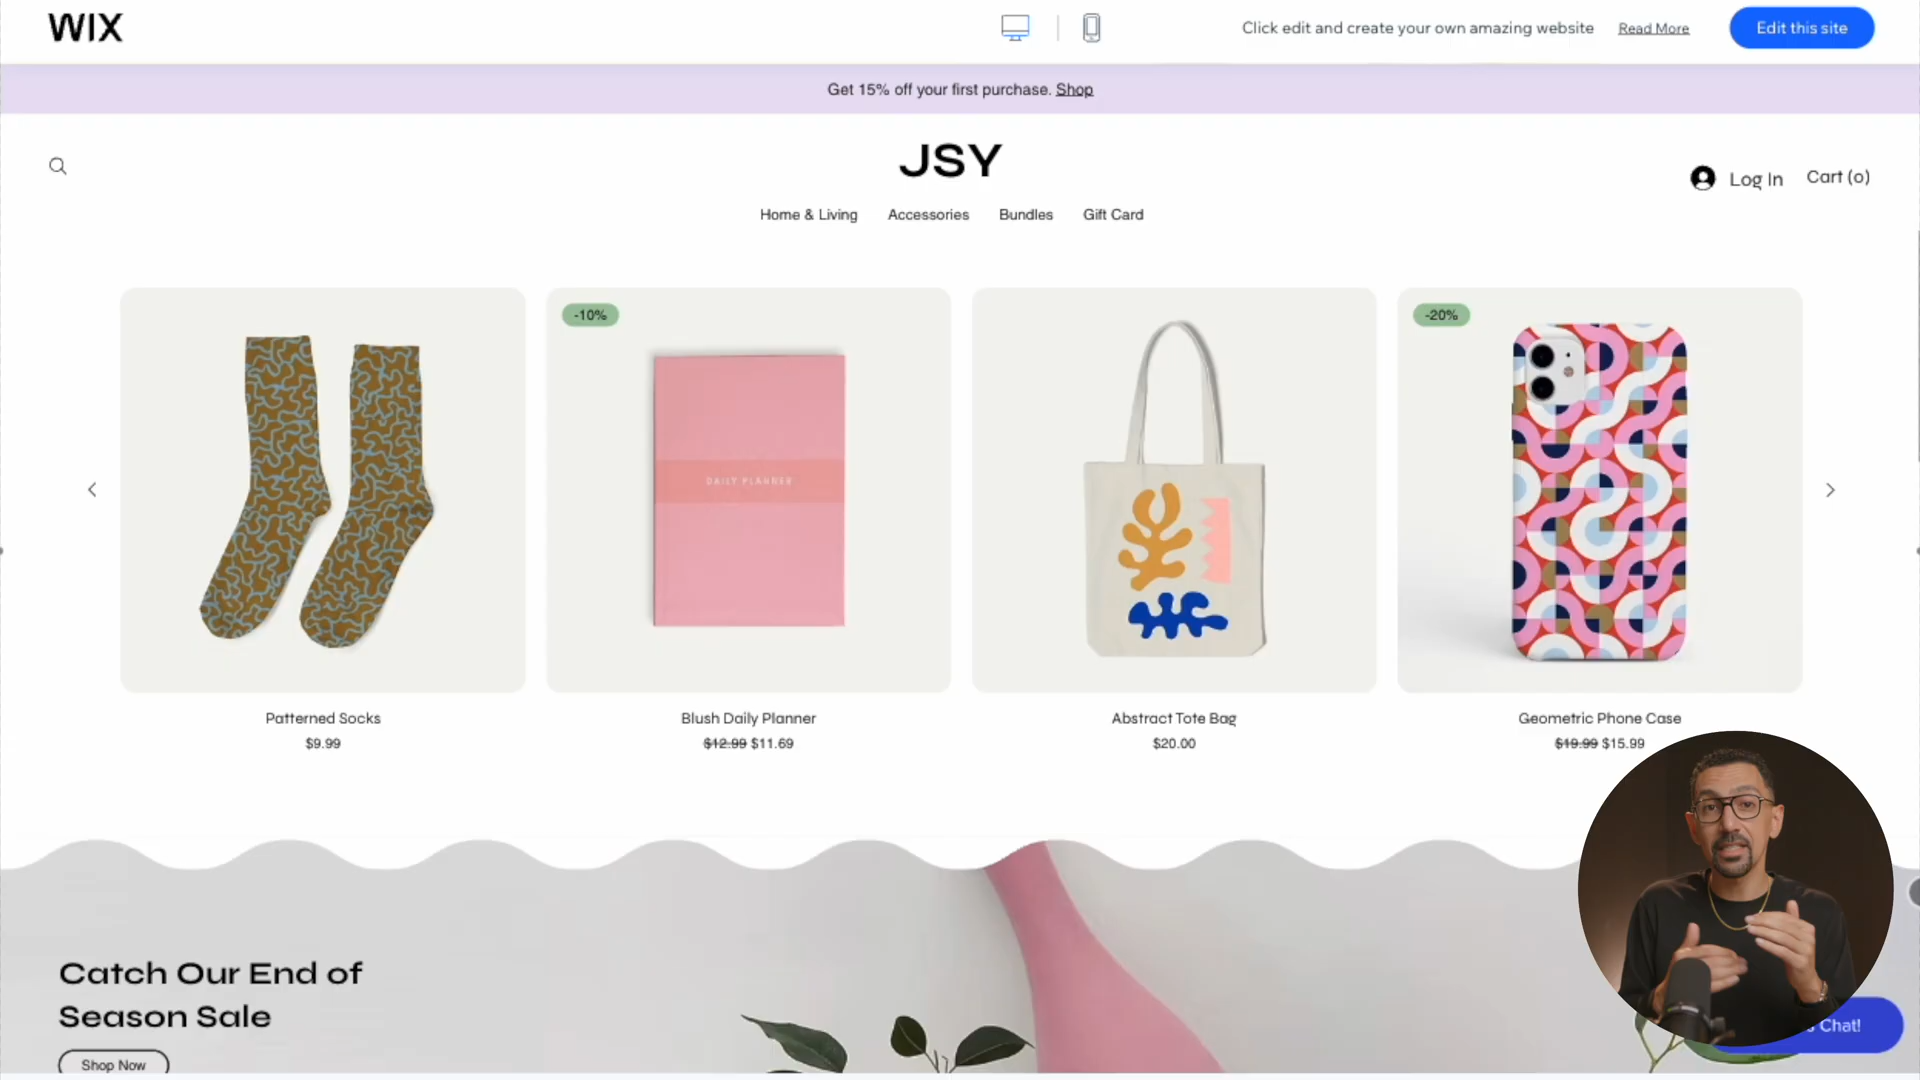 WIX
Click edit and create your own amazing website Read More Edit this site
Get 15% off your first purchase. Shop
JSY
Log In Cart (0)
Home & Living Accessories Bundles Gift Card
-10%
-20%
DAILY PLANNER
Patterned Socks
$9.99
Blush Daily Planner
$12.99 $11.69
Abstract Tote Bag
$20.00
Geometric Phone Case
$19.99 $15.99
Catch Our End of
Season Sale
Shop Now
Chat!